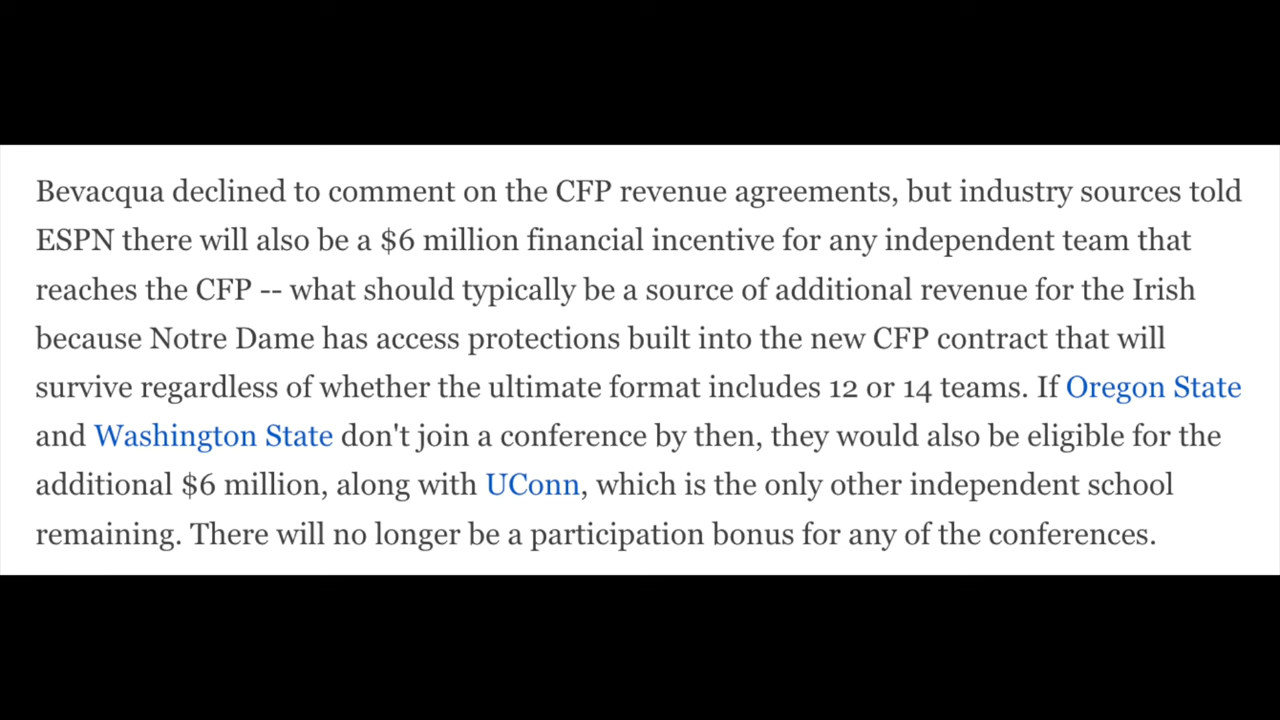 Bevacqua declined to comment on the CFP revenue agreements, but industry sources told
ESPN there will also be a $6 million financial incentive for any independent team that
reaches the CFP -- what should typically be a source of additional revenue for the Irish
because Notre Dame has access protections built into the new CFP contract that will
survive regardless of whether the ultimate format includes 12 or 14 teams. If Oregon State
and Washington State don't join a conference by then, they would also be eligible for the
additional $6 million, along with UConn, which is the only other independent school
remaining. There will no longer be a participation bonus for any of the conferences.